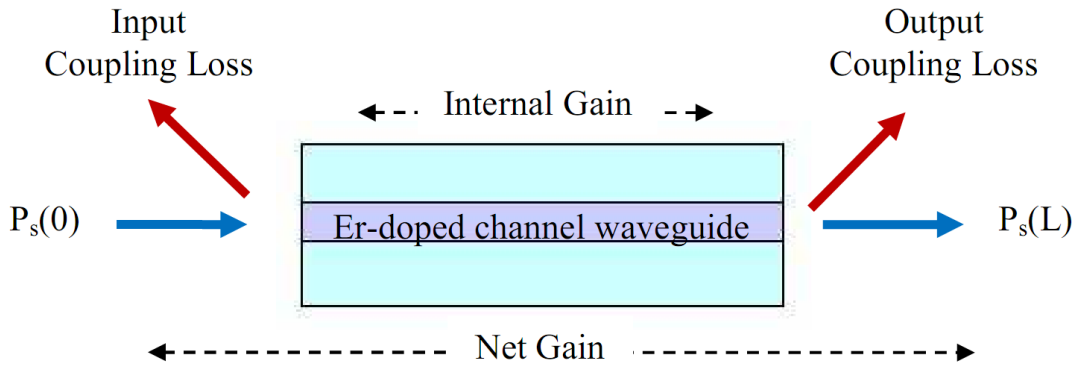 Input
Coupling Loss
Output
Coupling Loss
Internal Gain
Pₛ(0)
Er-doped channel waveguide
Pₛ(L)
Net Gain